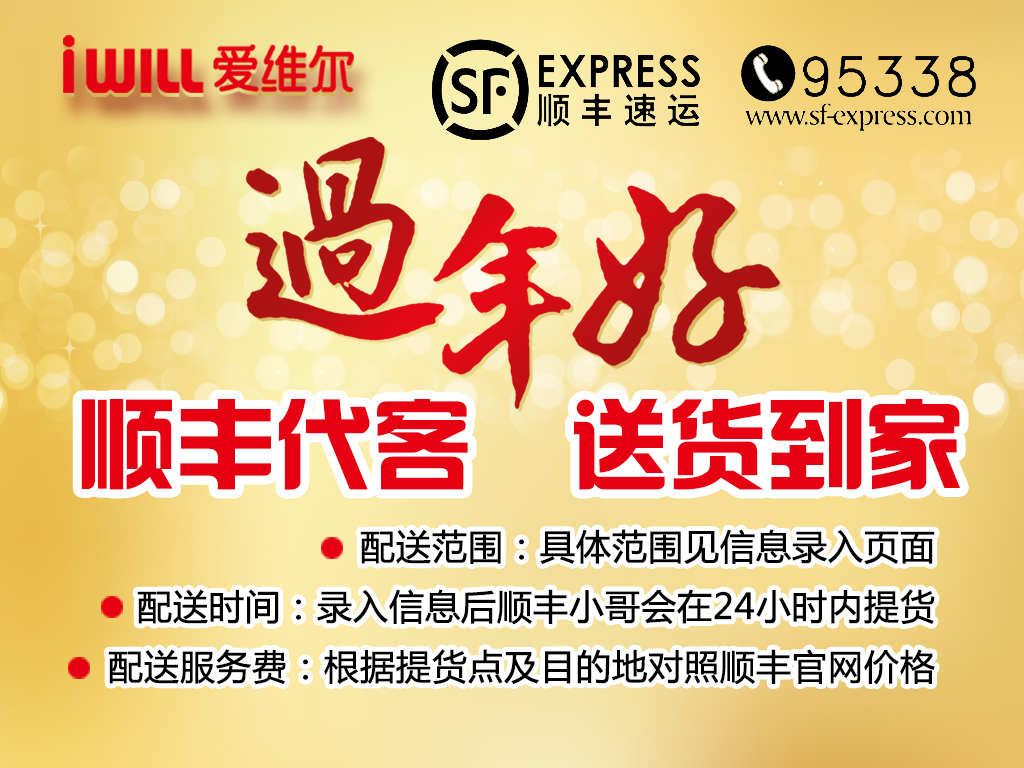 iWILL 爱维尔
SF EXPRESS
顺丰速运
95338
www.sf-express.com
過年好
顺丰代客 送货到家
配送范围：具体范围见信息录入页面
配送时间：录入信息后顺丰小哥会在24小时内提货
配送服务费：根据提货点及目的地对照顺丰官网价格